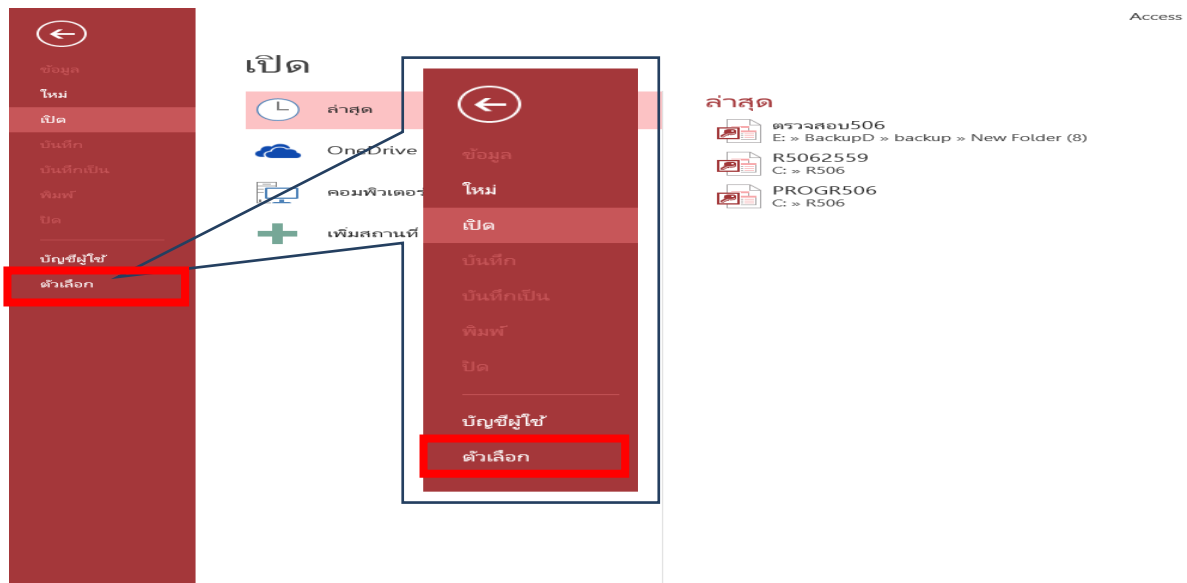 Access
ข้อมูล
ใหม่
เปิด
บันทึก
บันทึกเป็น
พิมพ์
ปิด
บัญชีผู้ใช้
ตัวเลือก
เปิด
ล่าสุด
OneDrive
คอมพิวเตอร์
เพิ่มสถานที่
ข้อมูล
ใหม่
เปิด
บันทึก
บันทึกเป็น
พิมพ์
ปิด
บัญชีผู้ใช้
ตัวเลือก
ล่าสุด
ตรวจสอบ506
E: » BackupD » backup » New Folder (8)
R5062559
C: » R506
PROGR506
C: » R506